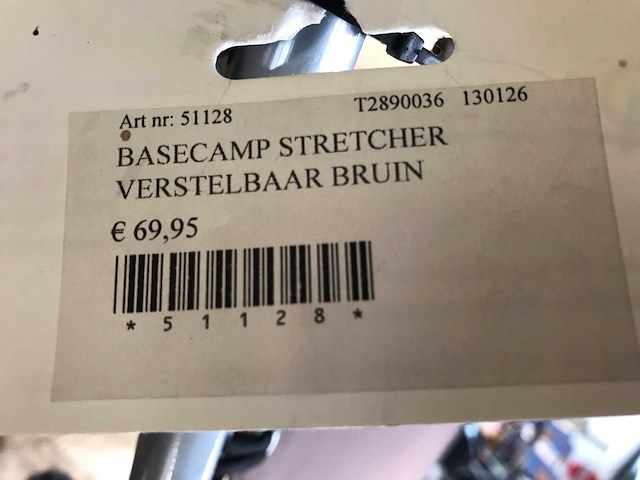 Art nr: 51128 T2890036 130126
BASECAMP STRETCHER
VERSTELBAAR BRUIN
€ 69,95
* 5 1 1 2 8 *